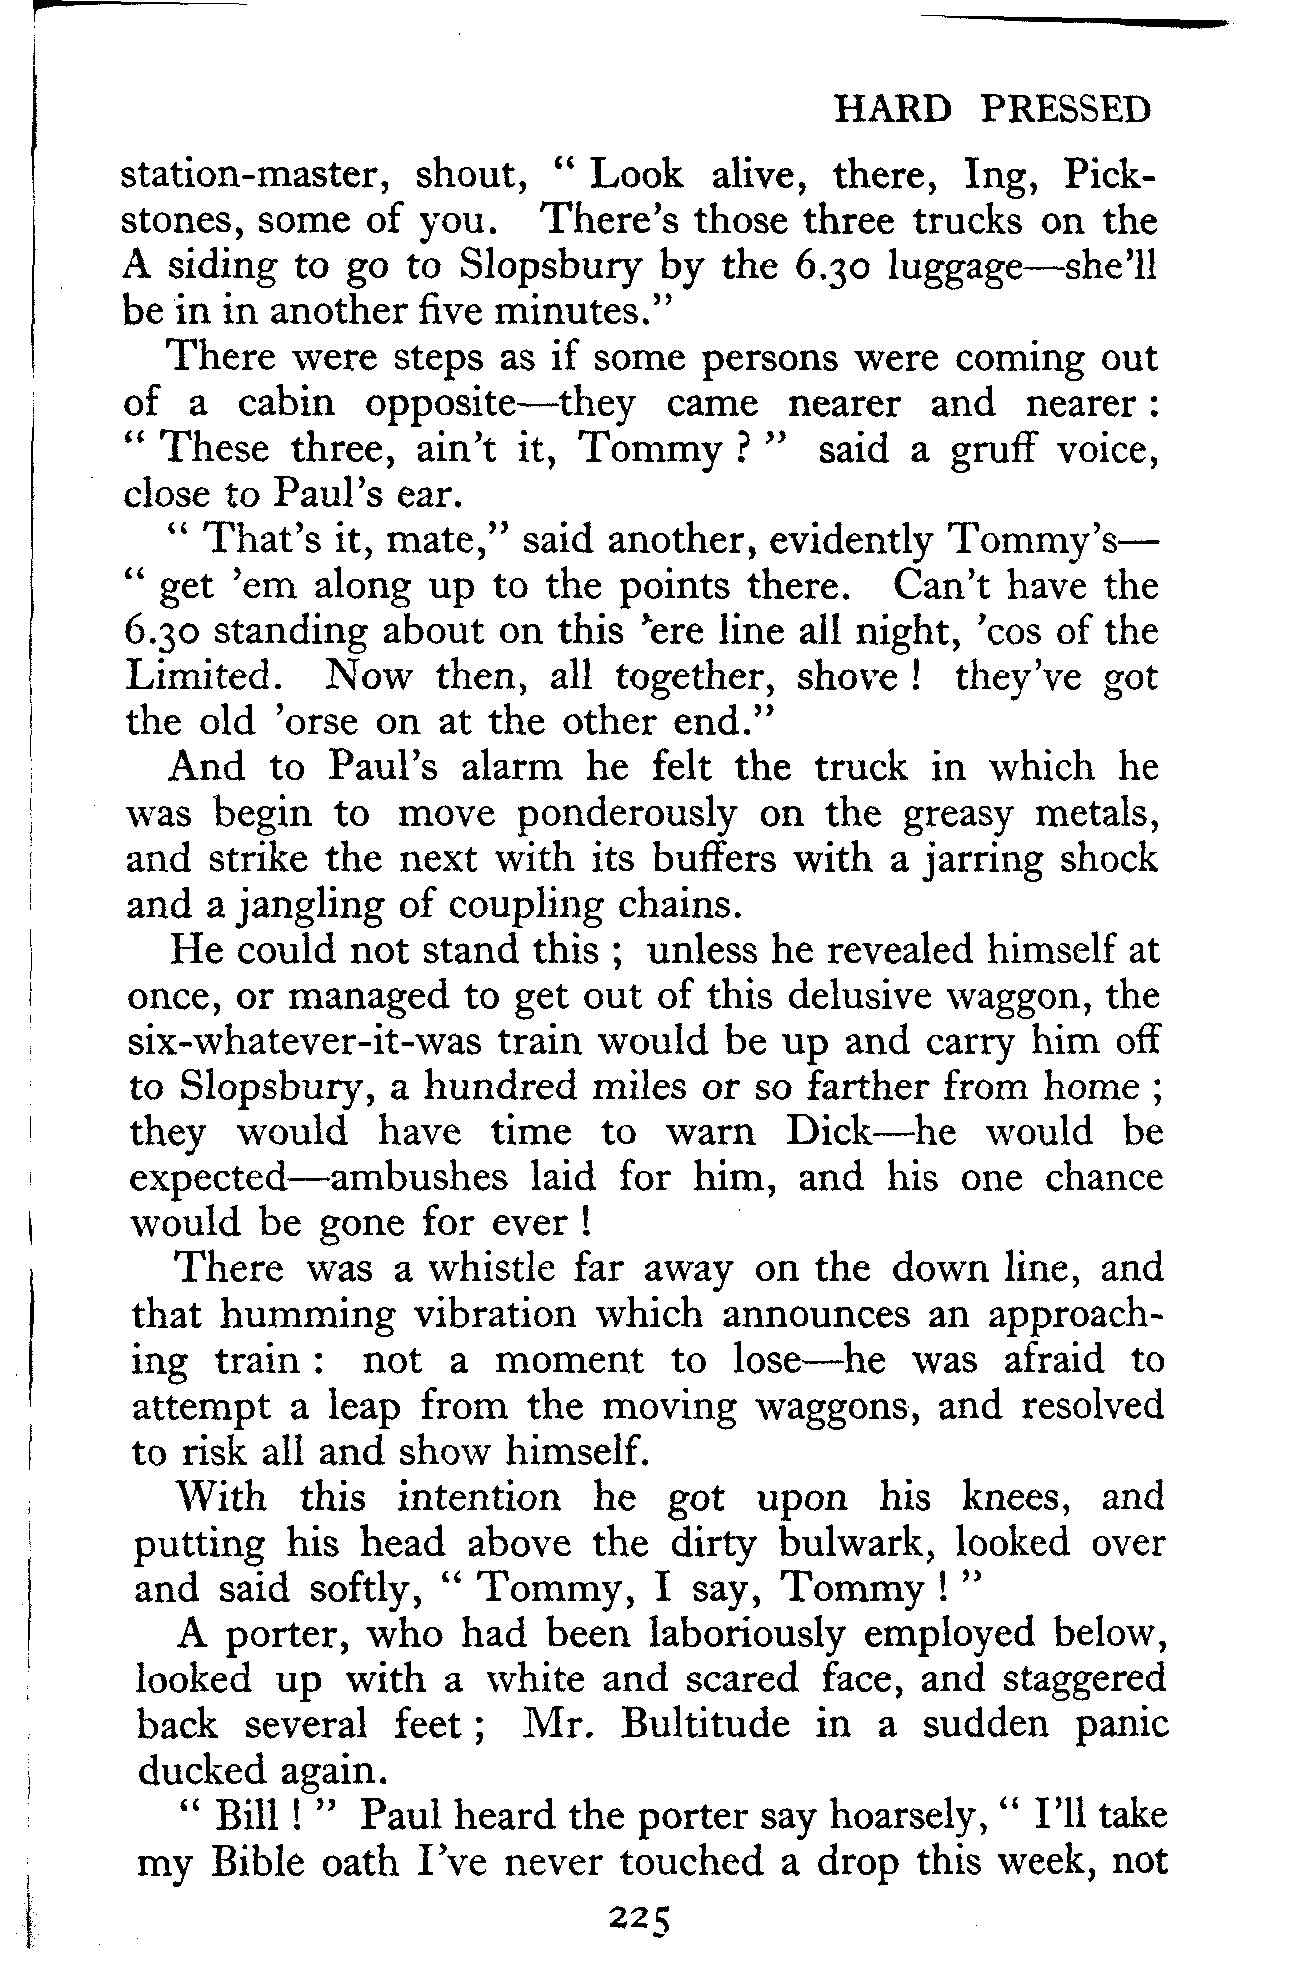 HARD PRESSED
station-master, shout, " Look alive, there, Ing, Pick-
stones, some of you. There's those three trucks on the
A siding to go to Slopsbury by the 6.30 luggage—she'll
be in in another five minutes."
There were steps as if some persons were coming out
of a cabin opposite—they came nearer and nearer :
" These three, ain't it, Tommy ? " said a gruff voice,
close to Paul's ear.
" That's it, mate," said another, evidently Tommy's—
" get 'em along up to the points there. Can't have the
6.30 standing about on this 'ere line all night, 'cos of the
Limited. Now then, all together, shove ! they've got
the old 'orse on at the other end."
And to Paul's alarm he felt the truck in which he
was begin to move ponderously on the greasy metals,
and strike the next with its buffers with a jarring shock
and a jangling of coupling chains.
He could not stand this ; unless he revealed himself at
once, or managed to get out of this delusive waggon, the
six-whatever-it-was train would be up and carry him off
to Slopsbury, a hundred miles or so farther from home ;
they would have time to warn Dick—he would be
expected—ambushes laid for him, and his one chance
would be gone for ever !
There was a whistle far away on the down line, and
that humming vibration which announces an approach-
ing train : not a moment to lose—he was afraid to
attempt a leap from the moving waggons, and resolved
to risk all and show himself.
With this intention he got upon his knees, and
putting his head above the dirty bulwark, looked over
and said softly, " Tommy, I say, Tommy ! "
A porter, who had been laboriously employed below,
looked up with a white and scared face, and staggered
back several feet ; Mr. Bultitude in a sudden panic
ducked again.
" Bill ! " Paul heard the porter say hoarsely, " I'll take
my Bible oath I've never touched a drop this week, not
225